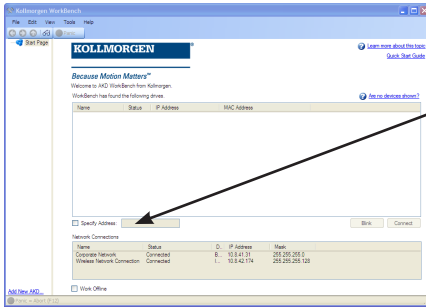 Kollmorgen WorkBench
File Edit View Tools Help
Start Page
KOLLMORGEN
Learn more about this topic
Quick Start Guide
Because Motion Matters™
Welcome to AKD WorkBench from Kollmorgen.
WorkBench has found the following drives.
Are no devices shown?
Name Status IP Address MAC Address
Specify Address:
Blink Connect
Network Connections
Name Status D.. IP Address Mask
Corporate Network Connected B... 10.8.41.31 255.255.255.0
Wireless Network Connection Connected I... 10.8.42.174 255.255.255.128
Work Offline
Add New AKD...